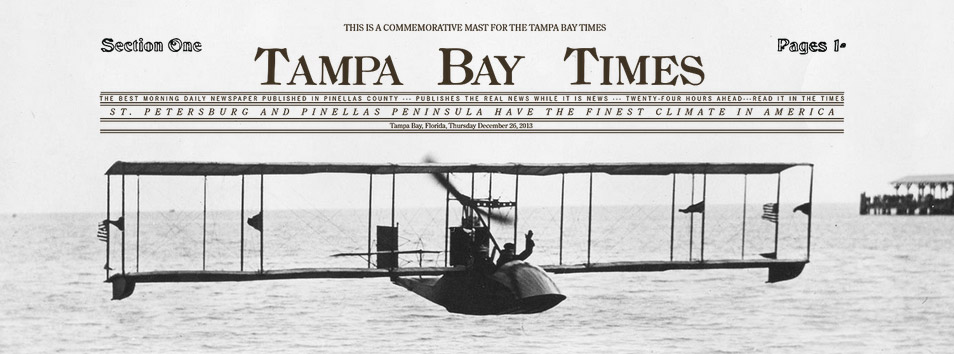 THIS IS A COMMEMORATIVE MAST FOR THE TAMPA BAY TIMES
Section One
TAMPA BAY TIMES
Pages 1-
THE BEST MORNING DAILY NEWSPAPER PUBLISHED IN PINELLAS COUNTY --- PUBLISHES THE REAL NEWS WHILE IT IS NEWS --- TWENTY-FOUR HOURS AHEAD---READ IT IN THE TIMES
ST. PETERSBURG AND PINELLAS PENINSULA HAVE THE FINEST CLIMATE IN AMERICA
Tampa Bay, Florida, Thursday December 26, 2013